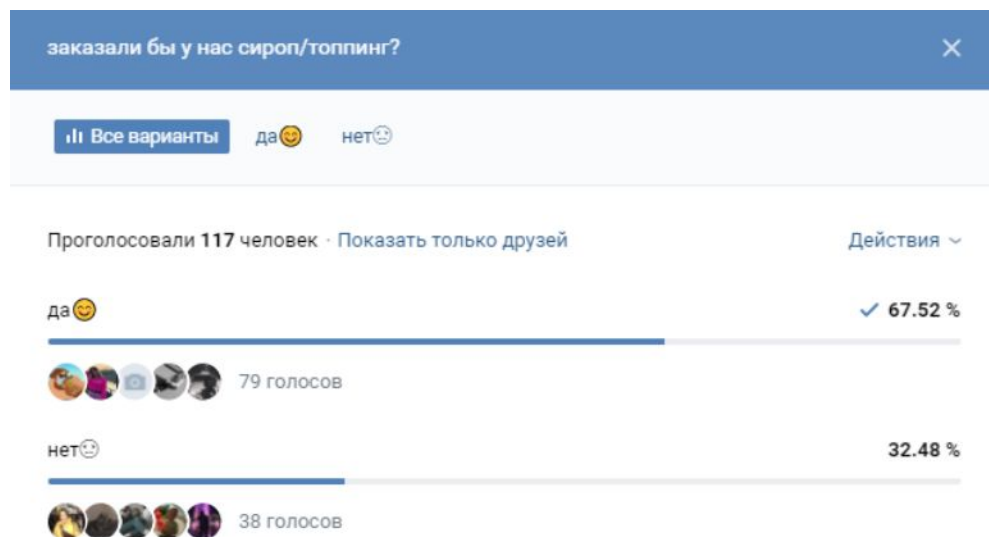 заказали бы у нас сироп/топпинг?
Все варианты да😊 нет😟
Проголосовали 117 человек · Показать только друзей Действия
да😊 67.52 %
79 голосов
нет😟 32.48 %
38 голосов